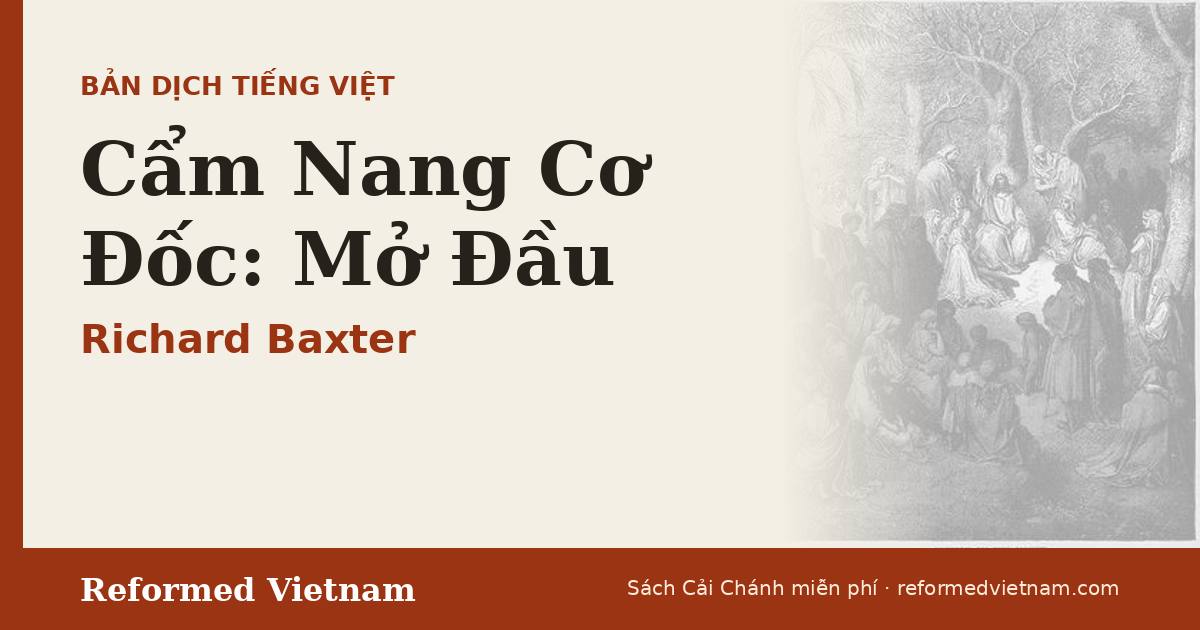 BẢN DỊCH TIẾNG VIỆT
Cẩm Nang Cơ
Đốc: Mở Đầu
Richard Baxter
Reformed Vietnam
Sách Cải Chánh miễn phí · reformedvietnam.com